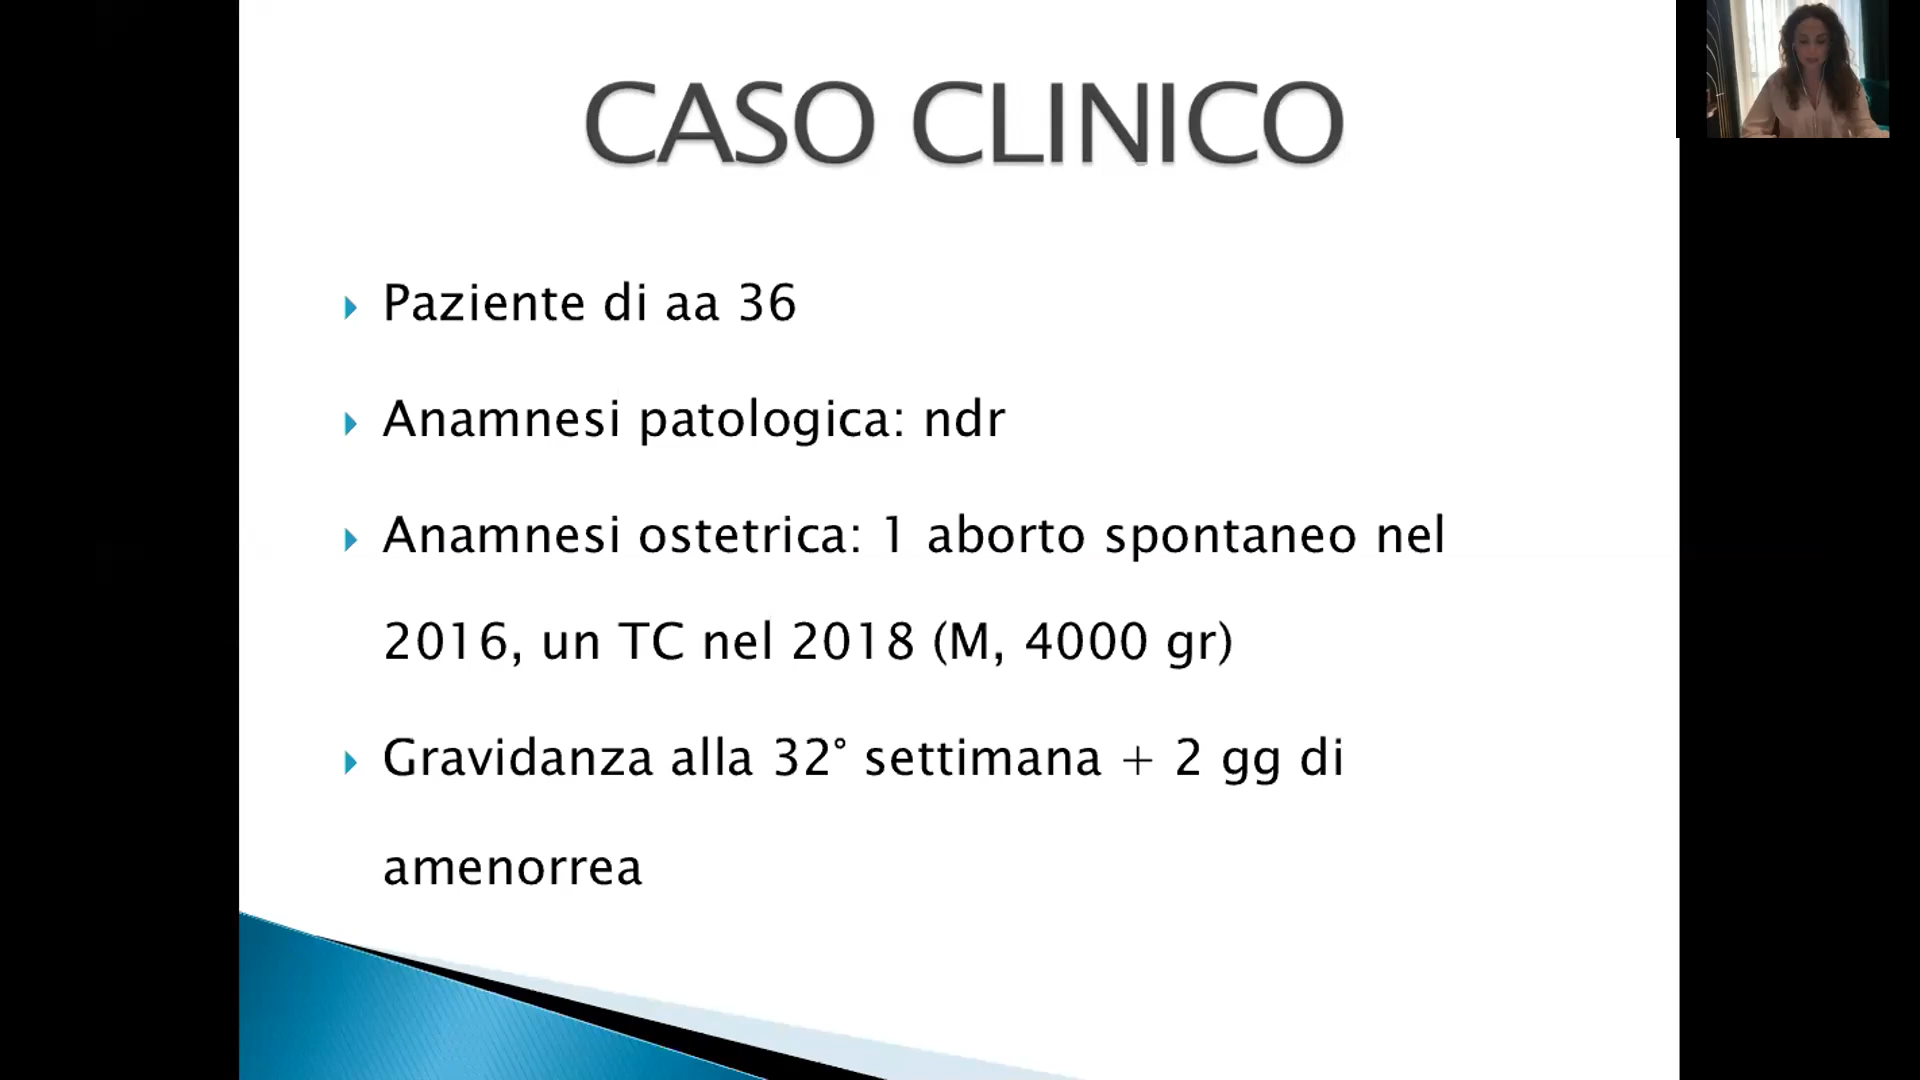 CASO CLINICO
Paziente di aa 36
Anamnesi patologica: ndr
Anamnesi ostetrica: 1 aborto spontaneo nel
2016, un TC nel 2018 (M, 4000 gr)
Gravidanza alla 32° settimana + 2 gg di
amenorrea